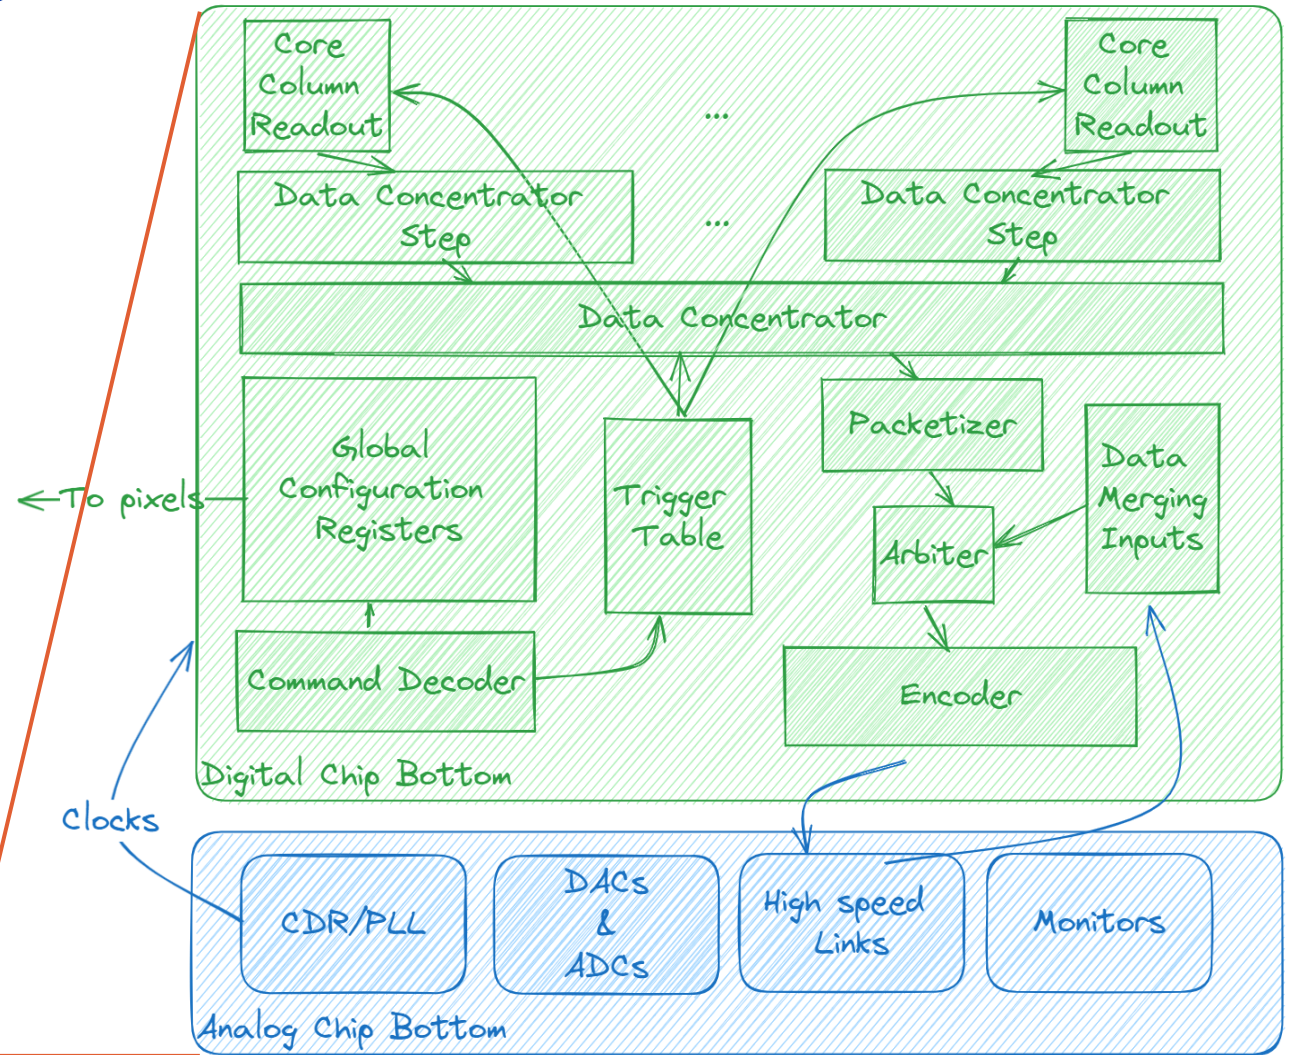 Core
Column
Readout
...
Core
Column
Readout
Data Concentrator
Step
...
Data Concentrator
Step
Data Concentrator
Global
Configuration
Registers
To pixels
Trigger
Table
Packetizer
Arbiter
Data
Merging
Inputs
Command Decoder
Encoder
Digital Chip Bottom
Clocks
CDR/PLL
DACs
&
ADCs
High speed
Links
Monitors
Analog Chip Bottom